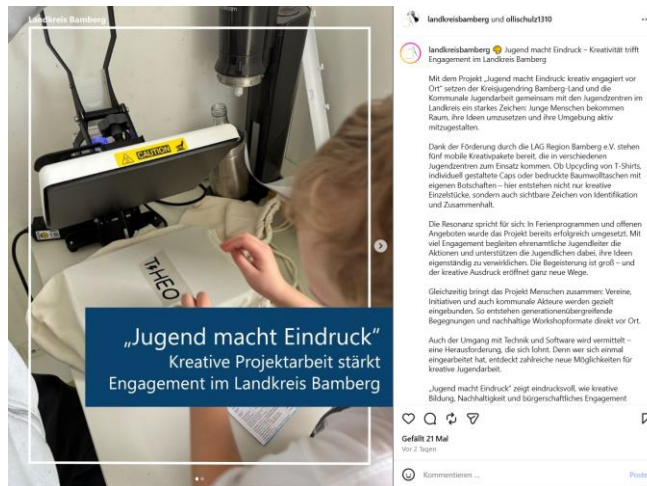 Landkreis Bamberg
CAUTION
THEO
„Jugend macht Eindruck“
Kreative Projektarbeit stärkt
Engagement im Landkreis Bamberg
landkreisbamberg und ollischulz1310
landkreisbamberg Jugend macht Eindruck – Kreativität trifft
Engagement im Landkreis Bamberg
Mit dem Projekt „Jugend macht Eindruck: kreativ engagiert vor
Ort“ setzen der Kreisjugendring Bamberg-Land und die
Kommunale Jugendarbeit gemeinsam mit den Jugendzentren im
Landkreis ein starkes Zeichen: Junge Menschen bekommen
Raum, ihre Ideen umzusetzen und ihre Umgebung aktiv
mitzugestalten.
Dank der Förderung durch die LAG Region Bamberg e.V. stehen
fünf mobile Kreativpakete bereit, die in verschiedenen
Jugendzentren zum Einsatz kommen. Ob Upcycling von T-Shirts,
individuell gestaltete Caps oder bedruckte Baumwolltaschen mit
eigenen Botschaften – hier entstehen nicht nur kreative
Einzelstücke, sondern auch sichtbare Zeichen von Identifikation
und Zusammenhalt.
Die Resonanz spricht für sich: In Ferienprogrammen und offenen
Angeboten wurde das Projekt bereits erfolgreich umgesetzt. Mit
viel Engagement begleiten ehrenamtliche Jugendleiter die
Aktionen und unterstützen die Jugendlichen dabei, ihre Ideen
eigenständig zu verwirklichen. Die Begeisterung ist groß – und
der kreative Ausdruck eröffnet ganz neue Wege.
Gleichzeitig bringt das Projekt Menschen zusammen: Vereine,
Initiativen und auch kommunale Akteure werden gezielt
eingebunden. So entstehen generationenübergreifende
Begegnungen und nachhaltige Workshopformate direkt vor Ort.
Auch der Umgang mit Technik und Software wird vermittelt –
eine Herausforderung, die sich lohnt. Denn wer sich einmal
eingearbeitet hat, entdeckt zahlreiche neue Möglichkeiten für
kreative Jugendarbeit.
„Jugend macht Eindruck“ zeigt eindrucksvoll, wie kreative
Bildung, Nachhaltigkeit und bürgerschaftliches Engagement
Gefällt 21 Mal
Vor 2 Tagen
Kommentieren ...